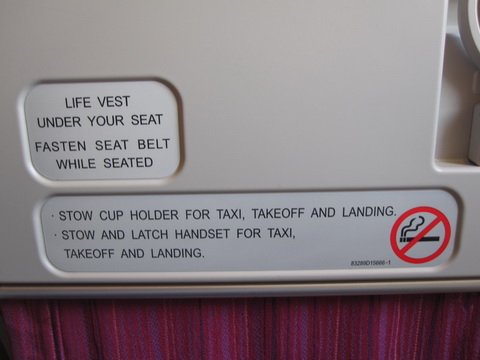 LIFE VEST
UNDER YOUR SEAT
FASTEN SEAT BELT
WHILE SEATED
· STOW CUP HOLDER FOR TAXI, TAKEOFF AND LANDING.
· STOW AND LATCH HANDSET FOR TAXI,
TAKEOFF AND LANDING.